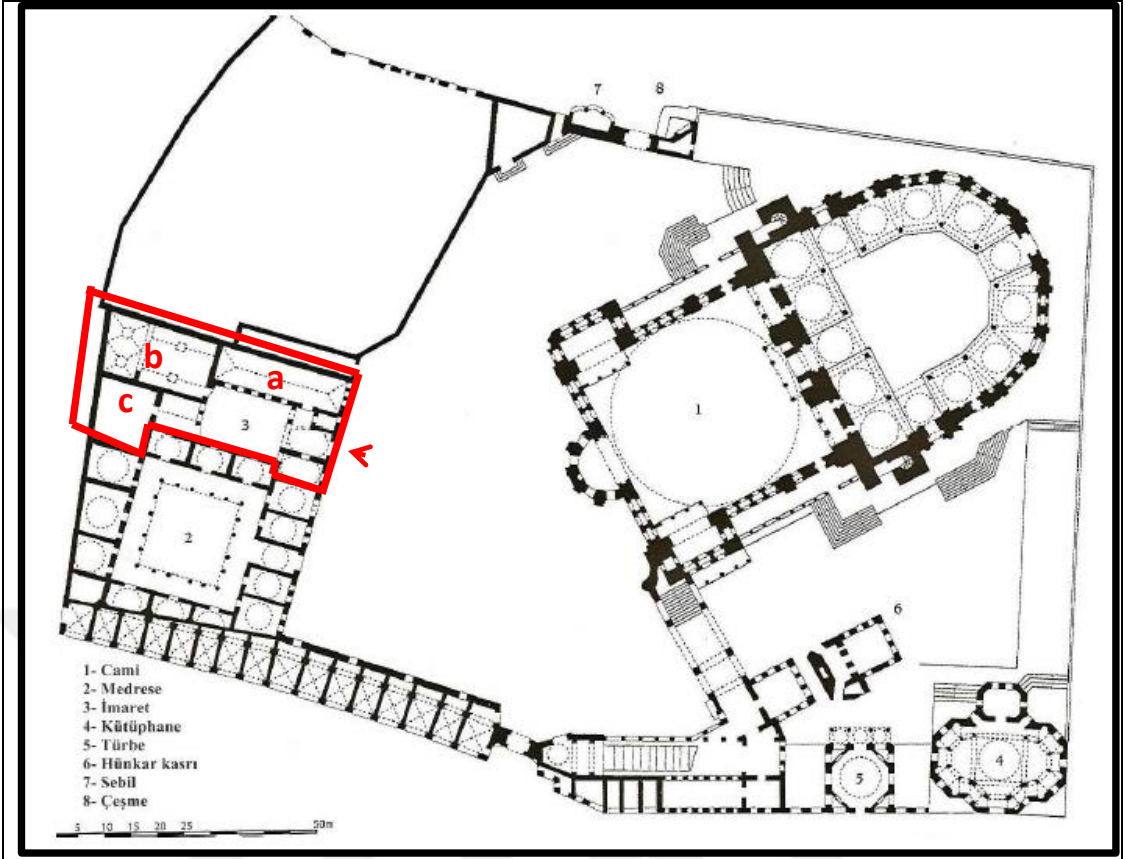 7
8
b
a
c
3
1
2
6
5
4
1- Cami
2- Medrese
3- İmaret
4- Kütüphane
5- Türbe
6- Hünkar kasrı
7- Sebil
8- Çeşme
5 10 15 20 25 50m